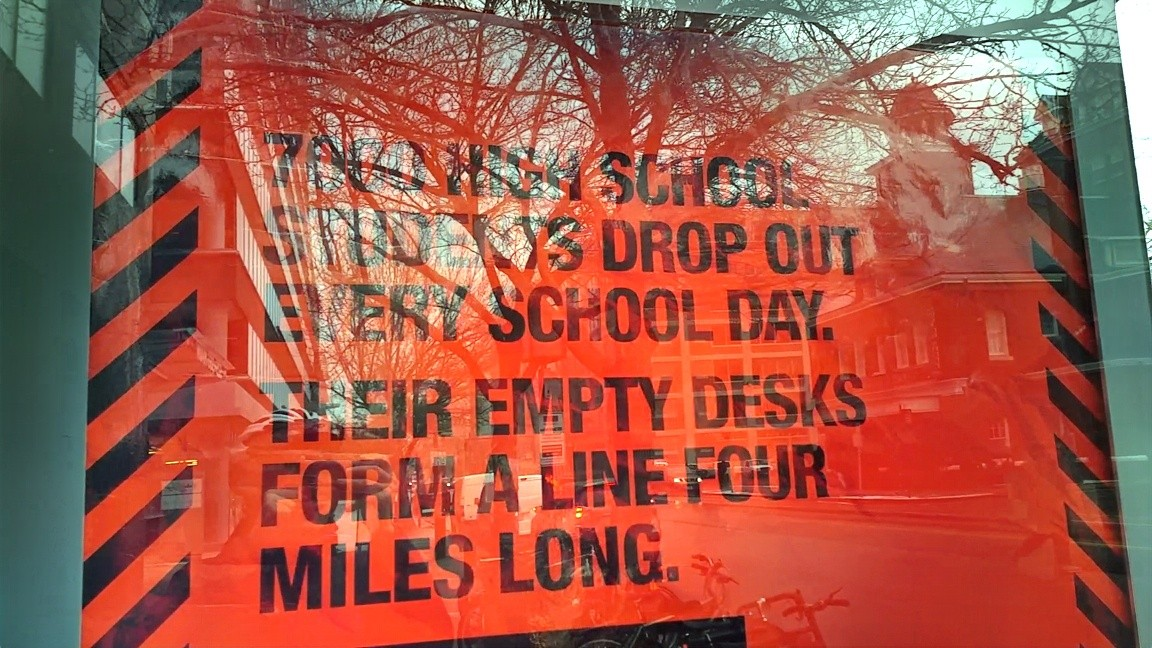 7000 HIGH SCHOOL
STUDENTS DROP OUT
EVERY SCHOOL DAY.
THEIR EMPTY DESKS
FORM A LINE FOUR
MILES LONG.